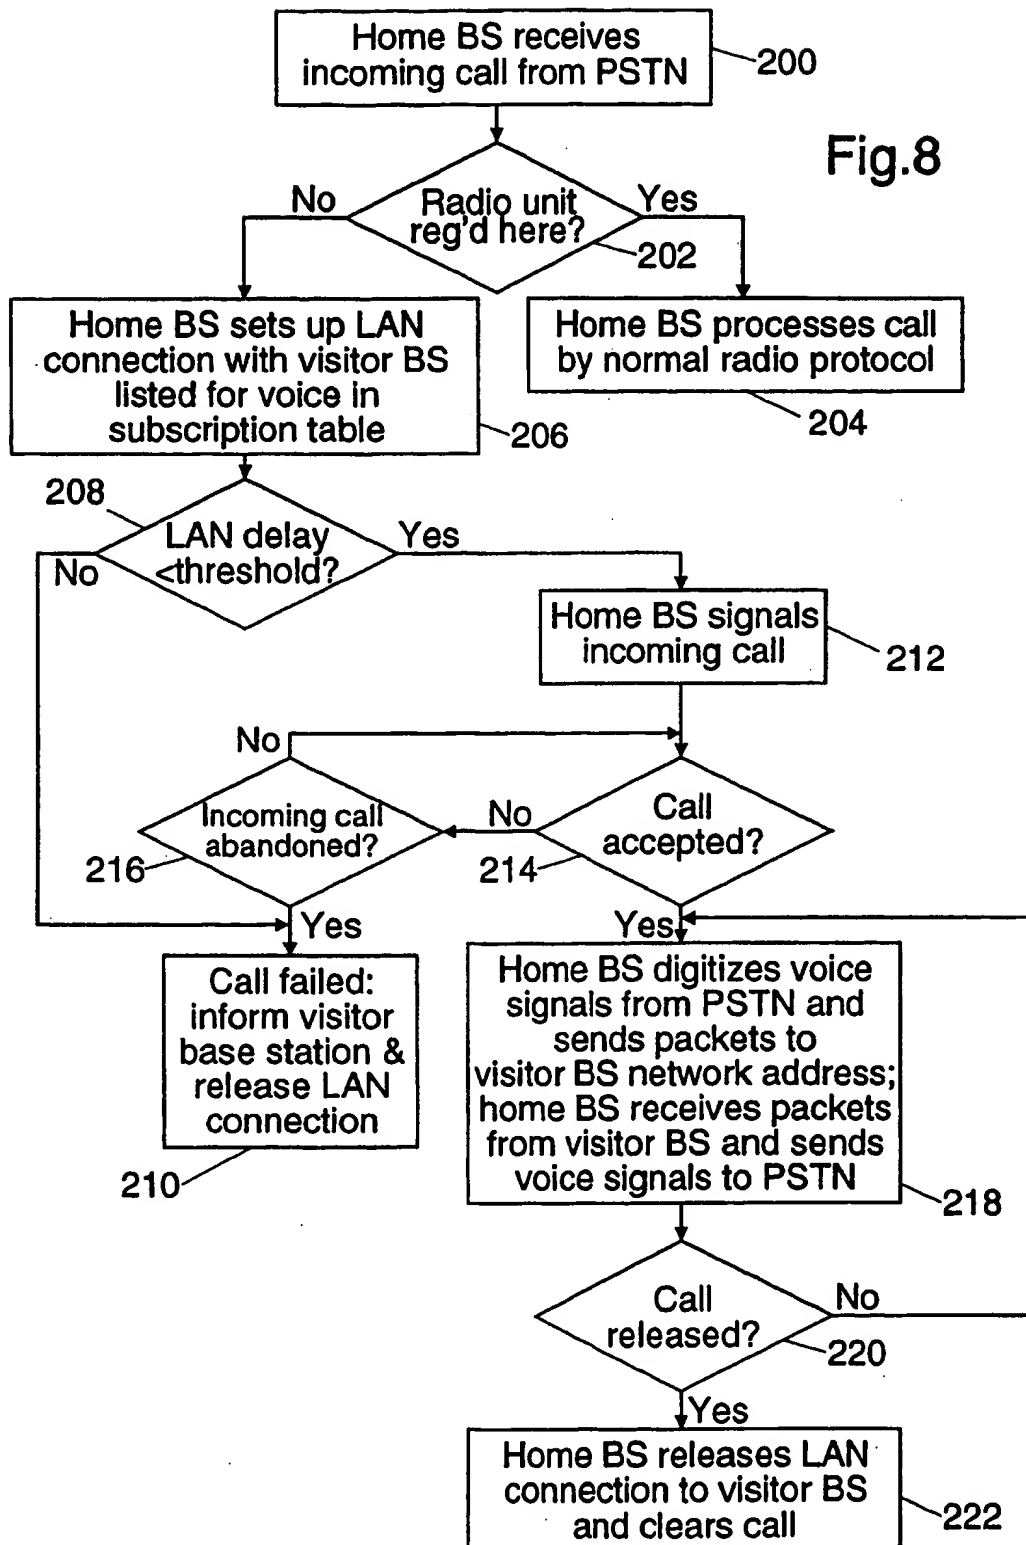 Home BS receives
incoming call from PSTN
200
Fig.8
No
Yes
Radio unit
reg'd here?
202
Home BS sets up LAN
connection with visitor BS
listed for voice in
subscription table
206
Home BS processes call
by normal radio protocol
204
208
LAN delay
<threshold?
Yes
No
Home BS signals
incoming call
212
No
Incoming call
abandoned?
216
No
Call
accepted?
214
Yes
Yes
Call failed:
inform visitor
base station &
release LAN
connection
210
Home BS digitizes voice
signals from PSTN and
sends packets to
visitor BS network address;
home BS receives packets
from visitor BS and sends
voice signals to PSTN
218
Call
released?
No
220
Yes
Home BS releases LAN
connection to visitor BS
and clears call
222